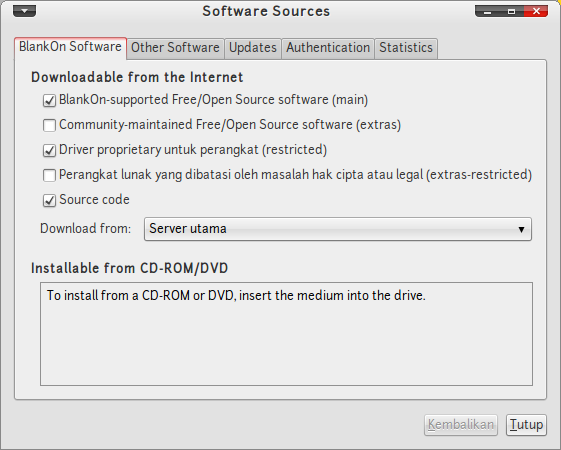 Software Sources
BlankOn Software Other Software Updates Authentication Statistics
Downloadable from the Internet
BlankOn-supported Free/Open Source software (main)
Community-maintained Free/Open Source software (extras)
Driver proprietary untuk perangkat (restricted)
Perangkat lunak yang dibatasi oleh masalah hak cipta atau legal (extras-restricted)
Source code
Download from: Server utama
Installable from CD-ROM/DVD
To install from a CD-ROM or DVD, insert the medium into the drive.
Kembalikan Tutup